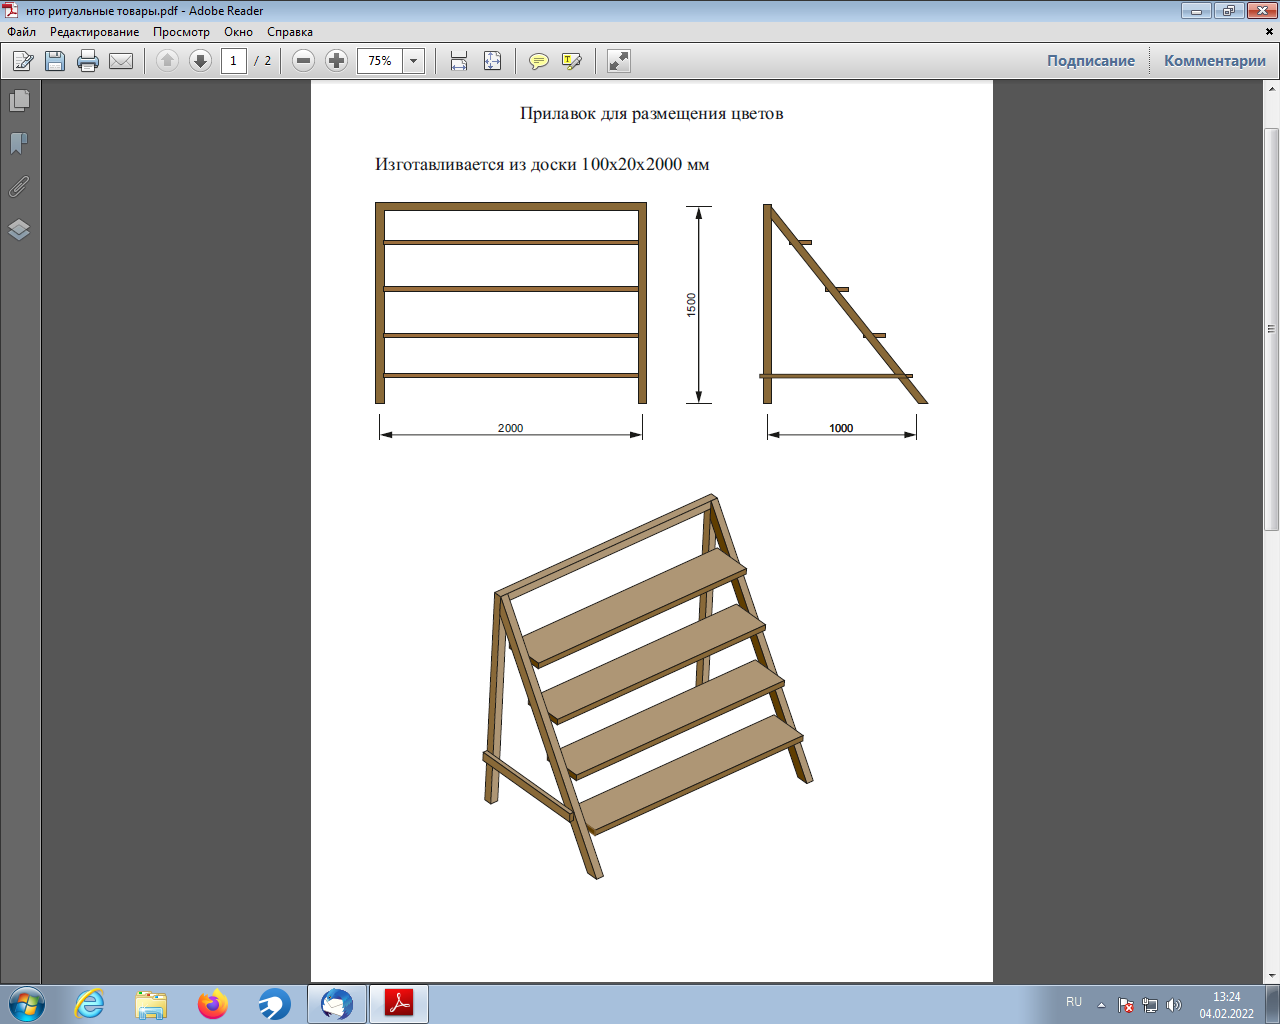 нто ритуальные товары.pdf - Adobe Reader
Файл Редактирование Просмотр Окно Справка
1 / 2 75% Подписание Комментарии
Прилавок для размещения цветов
Изготавливается из доски 100х20х2000 мм
1500
2000
1000
RU
13:24
04.02.2022